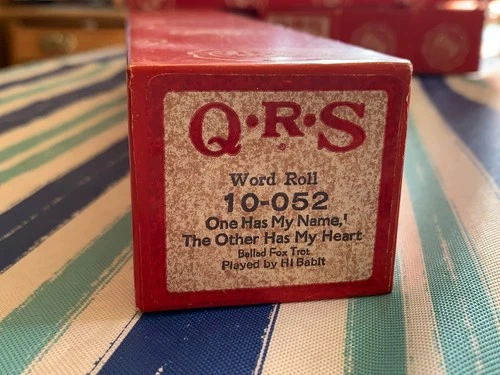 Q·R·S
Word Roll
10-052
One Has My Name,
The Other Has My Heart
Ballad Fox Trot
Played by Hi Babit